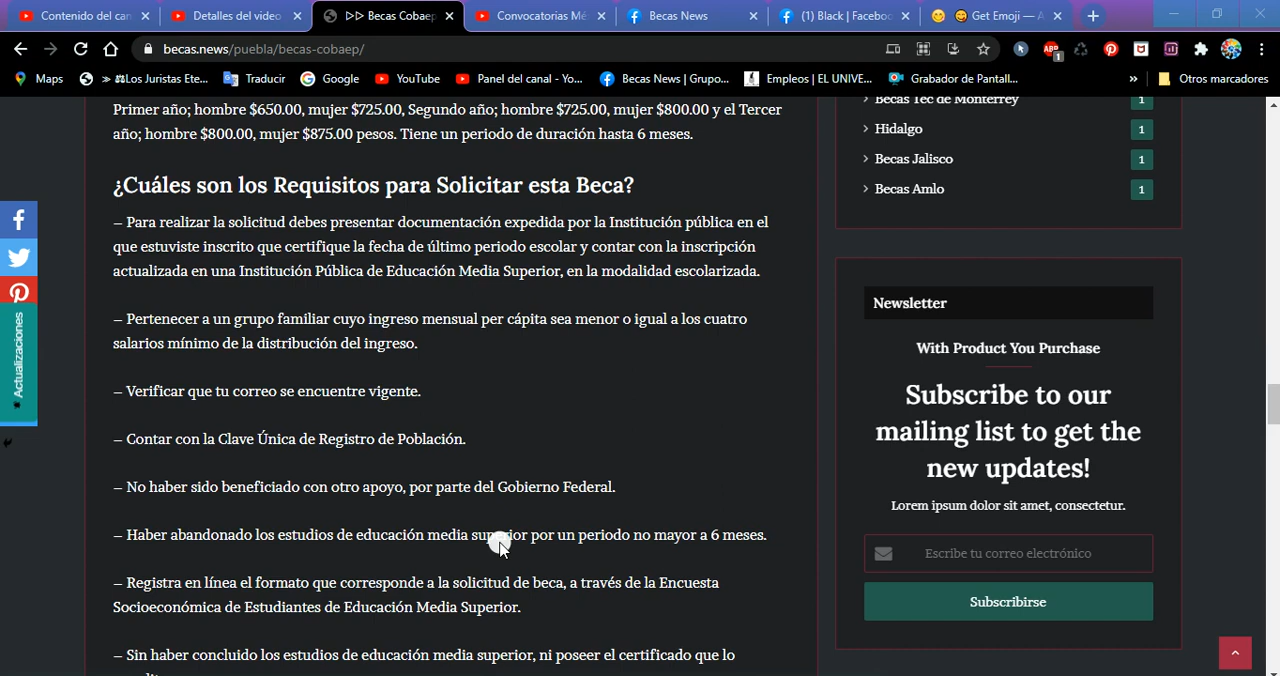 Contenido del can
Detalles del video
▷▷ Becas Cobaep
Convocatorias Mé
Becas News
(1) Black | Faceboo
😄 Get Emoji — A
becas.news/puebla/becas-cobaep/
Maps
» ⚖Los Juristas Ete...
Traducir
Google
YouTube
Panel del canal - Yo...
Becas News | Grupo...
Empleos | EL UNIVE...
Grabador de Pantall...
»
Otros marcadores
Primer año; hombre $650.00, mujer $725.00, Segundo año; hombre $725.00, mujer $800.00 y el Tercer
año; hombre $800.00, mujer $875.00 pesos. Tiene un periodo de duración hasta 6 meses.
¿Cuáles son los Requisitos para Solicitar esta Beca?
– Para realizar la solicitud debes presentar documentación expedida por la Institución pública en el
que estuviste inscrito que certifique la fecha de último periodo escolar y contar con la inscripción
actualizada en una Institución Pública de Educación Media Superior, en la modalidad escolarizada.
– Pertenecer a un grupo familiar cuyo ingreso mensual per cápita sea menor o igual a los cuatro
salarios mínimo de la distribución del ingreso.
– Verificar que tu correo se encuentre vigente.
– Contar con la Clave Única de Registro de Población.
– No haber sido beneficiado con otro apoyo, por parte del Gobierno Federal.
– Haber abandonado los estudios de educación media superior por un periodo no mayor a 6 meses.
– Registra en línea el formato que corresponde a la solicitud de beca, a través de la Encuesta
Socioeconómica de Estudiantes de Educación Media Superior.
– Sin haber concluido los estudios de educación media superior, ni poseer el certificado que lo
Actualizaciones
Becas Tec de Monterrey 1
Hidalgo 1
Becas Jalisco 1
Becas Amlo 1
Newsletter
With Product You Purchase
Subscribe to our
mailing list to get the
new updates!
Lorem ipsum dolor sit amet, consectetur.
Escribe tu correo electrónico
Subscribirse